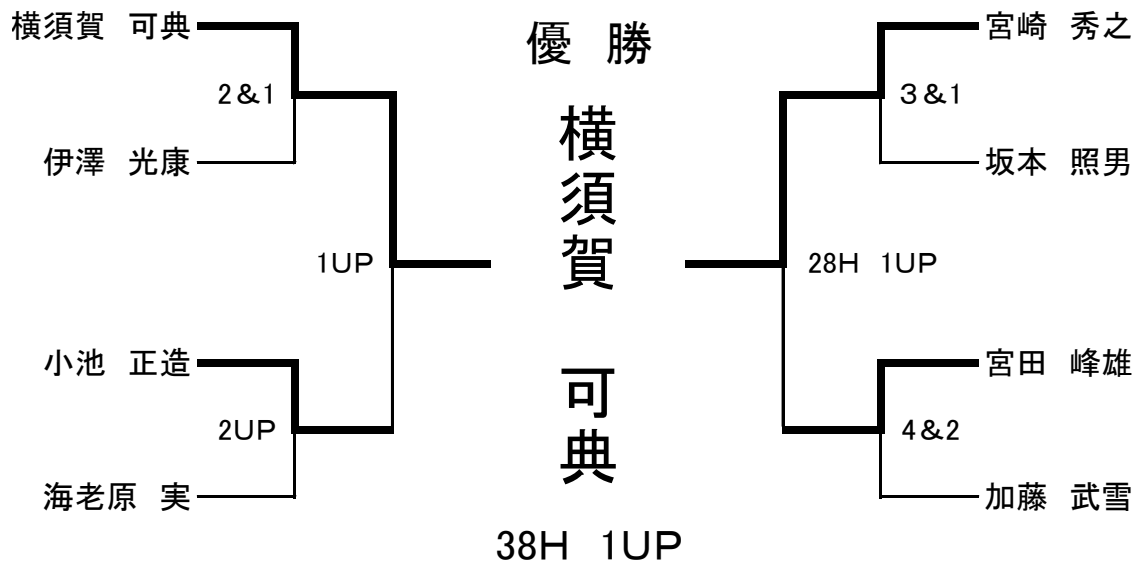 横須賀 可典
2&1
伊澤 光康
1UP
小池 正造
2UP
海老原 実
優 勝
横須賀 可典
38H 1UP
宮崎 秀之
3&1
坂本 照男
28H 1UP
宮田 峰雄
4&2
加藤 武雪